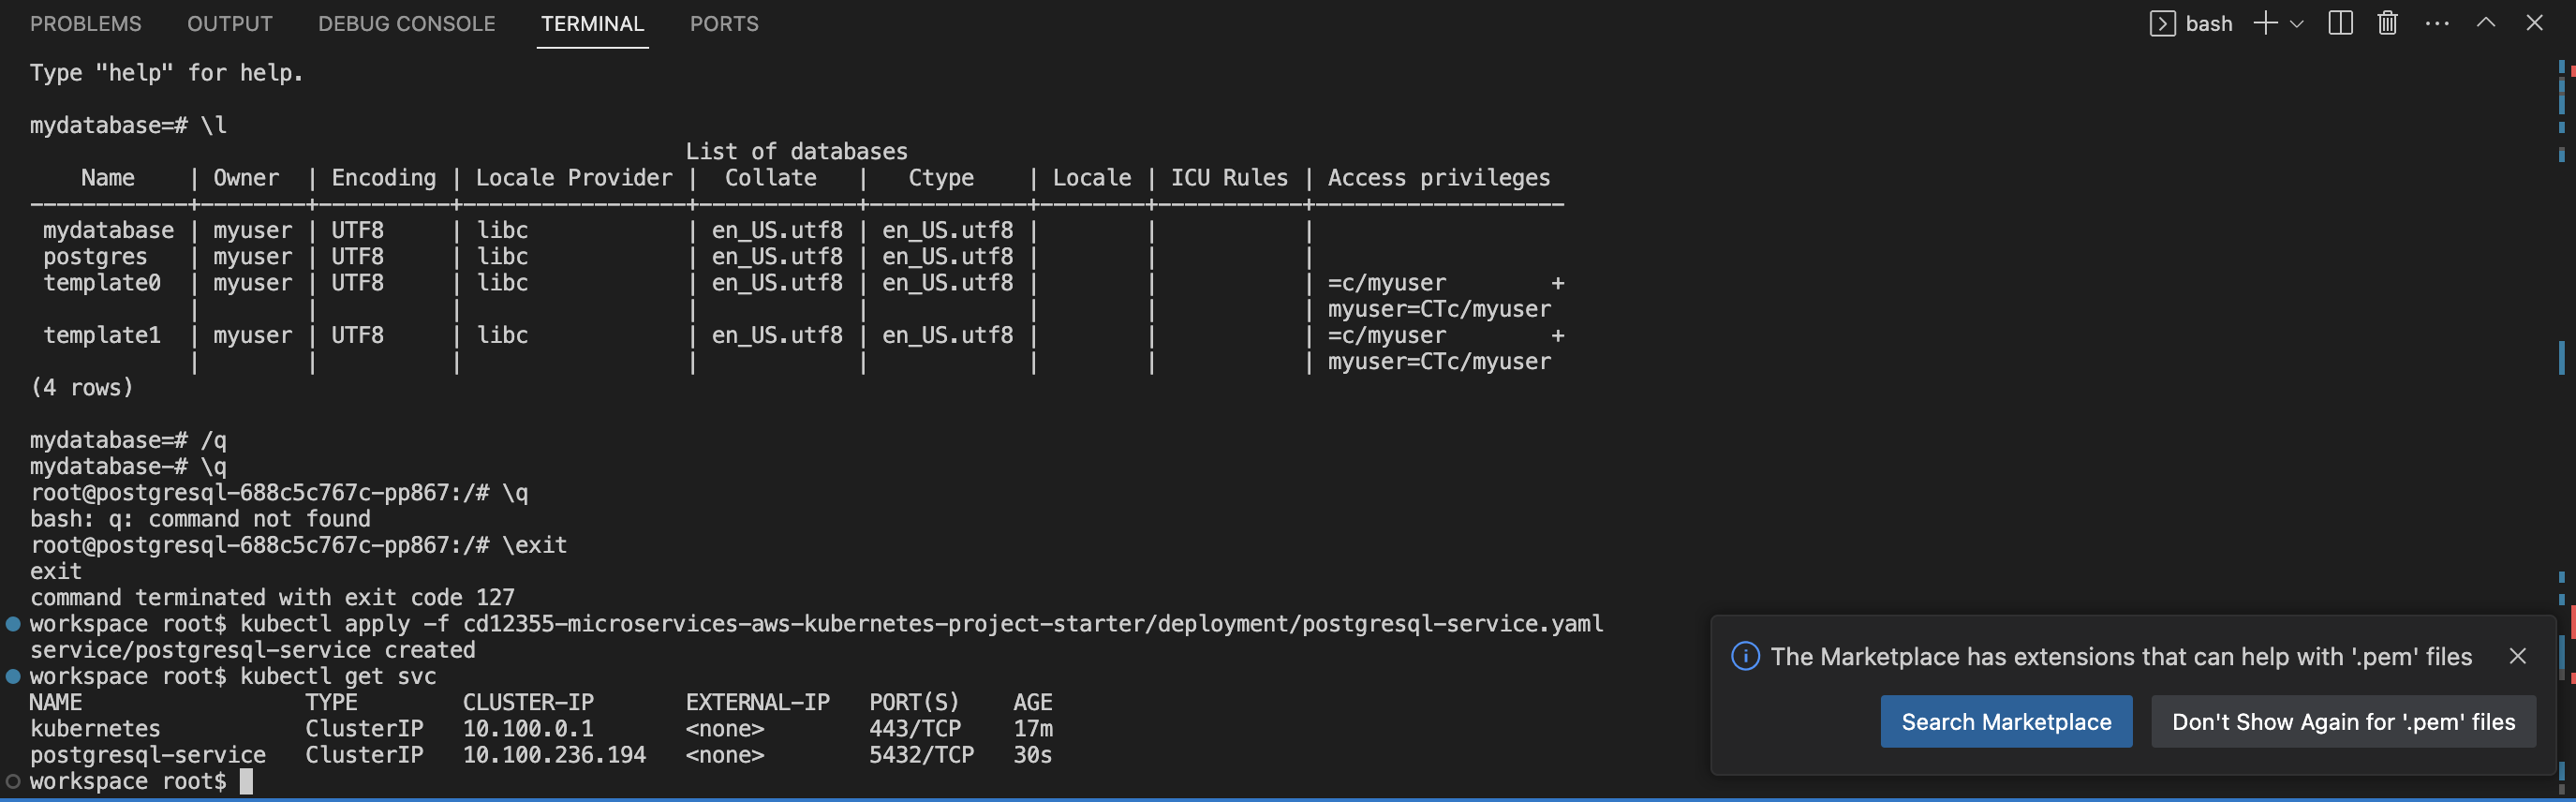 PROBLEMS OUTPUT DEBUG CONSOLE TERMINAL PORTS bash
Type "help" for help.
mydatabase=# \l
List of databases
Name | Owner | Encoding | Locale Provider | Collate | Ctype | Locale | ICU Rules | Access privileges
------------+--------+----------+-----------------+------------+------------+--------+-----------+-------------------
mydatabase | myuser | UTF8 | libc | en_US.utf8 | en_US.utf8 | | |
postgres | myuser | UTF8 | libc | en_US.utf8 | en_US.utf8 | | |
template0 | myuser | UTF8 | libc | en_US.utf8 | en_US.utf8 | | | =c/myuser +
| | | | | | | | myuser=CTc/myuser
template1 | myuser | UTF8 | libc | en_US.utf8 | en_US.utf8 | | | =c/myuser +
| | | | | | | | myuser=CTc/myuser
(4 rows)
mydatabase=# /q
mydatabase-# \q
root@postgresql-688c5c767c-pp867:/# \q
bash: q: command not found
root@postgresql-688c5c767c-pp867:/# \exit
exit
command terminated with exit code 127
workspace root$ kubectl apply -f cd12355-microservices-aws-kubernetes-project-starter/deployment/postgresql-service.yaml
service/postgresql-service created
workspace root$ kubectl get svc
NAME TYPE CLUSTER-IP EXTERNAL-IP PORT(S) AGE
kubernetes ClusterIP 10.100.0.1 <none> 443/TCP 17m
postgresql-service ClusterIP 10.100.236.194 <none> 5432/TCP 30s
workspace root$
The Marketplace has extensions that can help with '.pem' files
Search Marketplace Don't Show Again for '.pem' files